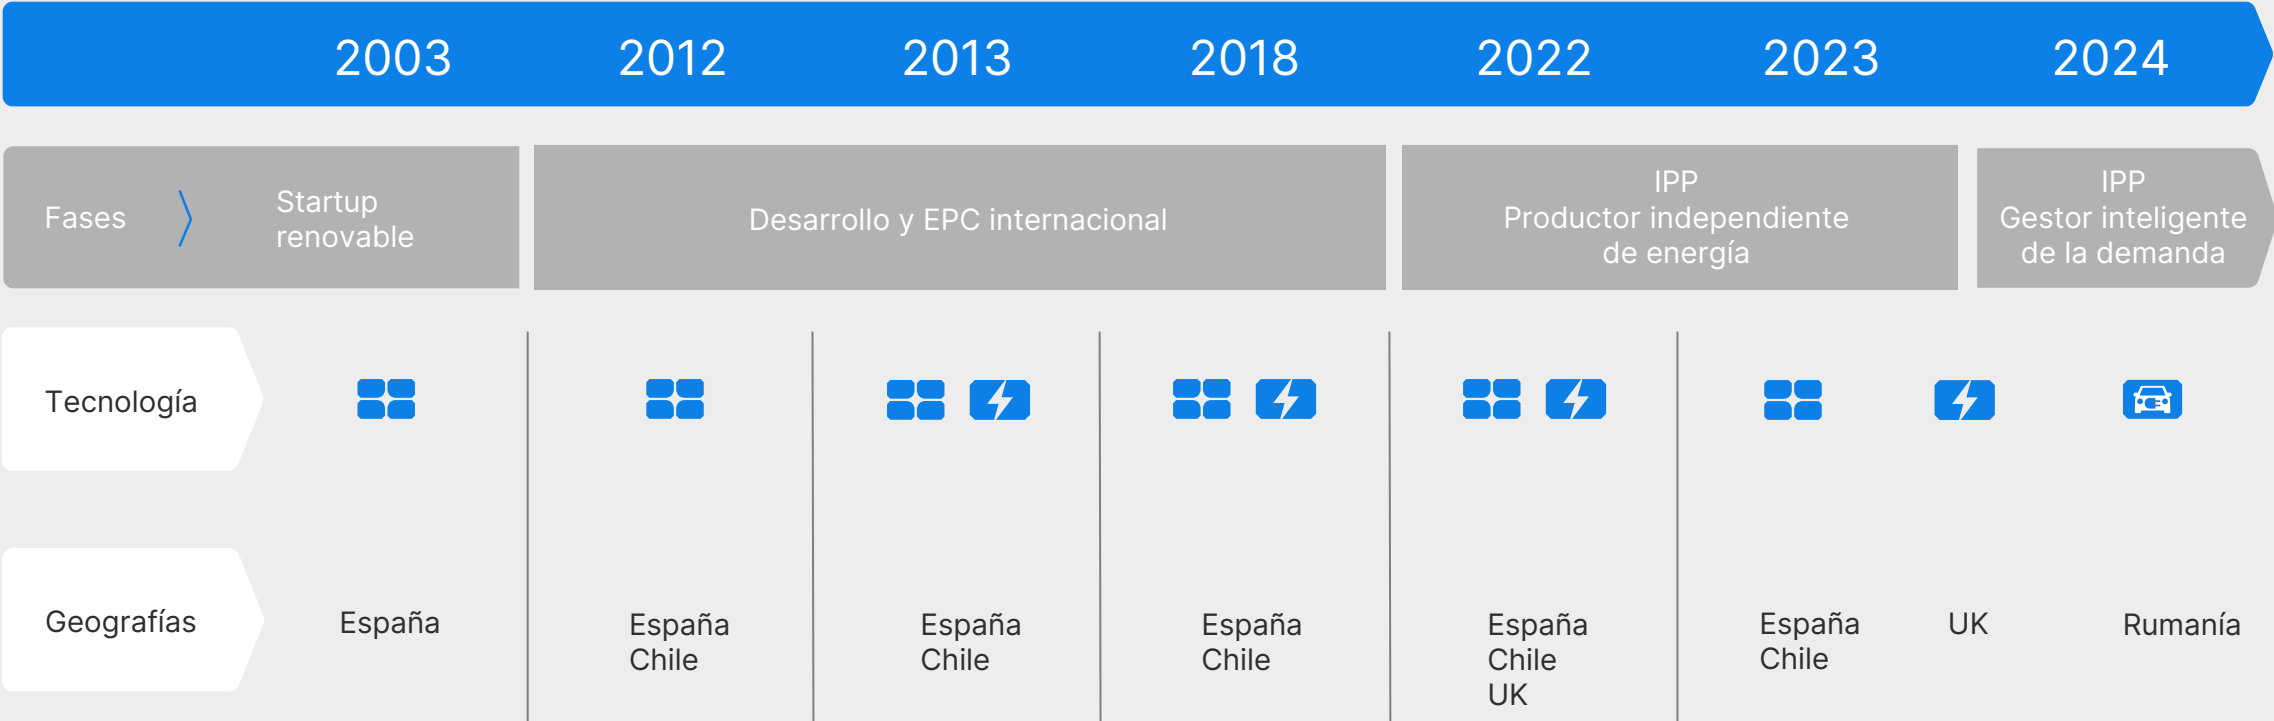 2003 2012 2013 2018 2022 2023 2024
Fases
Startup
renovable
Desarrollo y EPC internacional
IPP
Productor independiente
de energía
IPP
Gestor inteligente
de la demanda
Tecnología
Geografías
España
España
Chile
España
Chile
España
Chile
España
Chile
UK
España
Chile
UK
Rumanía